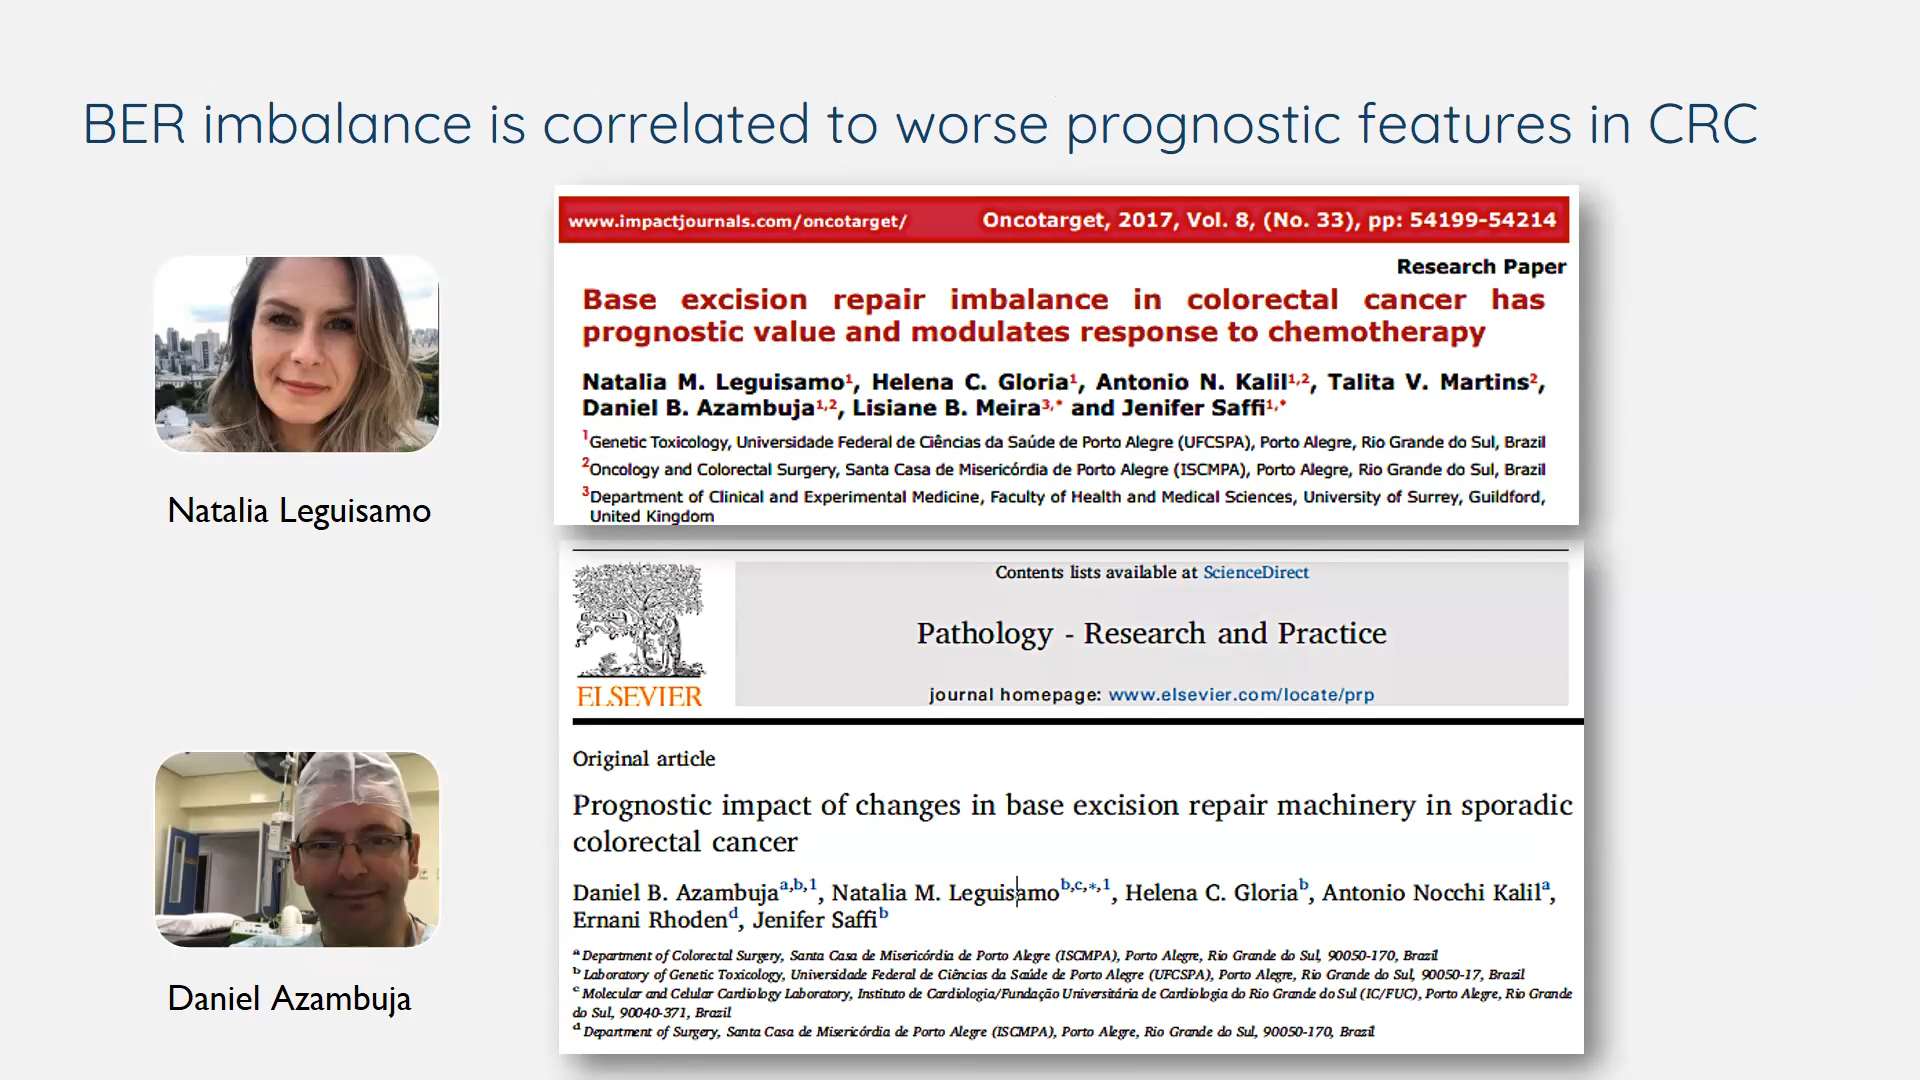 BER imbalance is correlated to worse prognostic features in CRC
www.impactjournals.com/oncotarget/ Oncotarget, 2017, Vol. 8, (No. 33), pp: 54199-54214
Research Paper
Base excision repair imbalance in colorectal cancer has
prognostic value and modulates response to chemotherapy
Natalia M. Leguisamo1, Helena C. Gloria1, Antonio N. Kalil1,2, Talita V. Martins2,
Daniel B. Azambuja1,2, Lisiane B. Meira3,* and Jenifer Saffi1,*
1Genetic Toxicology, Universidade Federal de Ciências da Saúde de Porto Alegre (UFCSPA), Porto Alegre, Rio Grande do Sul, Brazil
2Oncology and Colorectal Surgery, Santa Casa de Misericórdia de Porto Alegre (ISCMPA), Porto Alegre, Rio Grande do Sul, Brazil
3Department of Clinical and Experimental Medicine, Faculty of Health and Medical Sciences, University of Surrey, Guildford,
United Kingdom
Natalia Leguisamo
Contents lists available at ScienceDirect
Pathology - Research and Practice
journal homepage: www.elsevier.com/locate/prp
ELSEVIER
Original article
Prognostic impact of changes in base excision repair machinery in sporadic
colorectal cancer
Daniel B. Azambujaa,b,1, Natalia M. Leguisamob,c,*,1, Helena C. Gloriab, Antonio Nocchi Kalila,
Ernani Rhodend, Jenifer Saffib
a Department of Colorectal Surgery, Santa Casa de Misericórdia de Porto Alegre (ISCMPA), Porto Alegre, Rio Grande do Sul, 90050-170, Brazil
b Laboratory of Genetic Toxicology, Universidade Federal de Ciências da Saúde de Porto Alegre (UFCSPA), Porto Alegre, Rio Grande do Sul, 90050-17, Brazil
c Molecular and Celular Cardiology Laboratory, Instituto de Cardiologia/Fundação Universitária de Cardiologia do Rio Grande do Sul (IC/FUC), Porto Alegre, Rio Grande
do Sul, 90040-371, Brazil
d Department of Surgery, Santa Casa de Misericórdia de Porto Alegre (ISCMPA), Porto Alegre, Rio Grande do Sul, 90050-170, Brazil
Daniel Azambuja